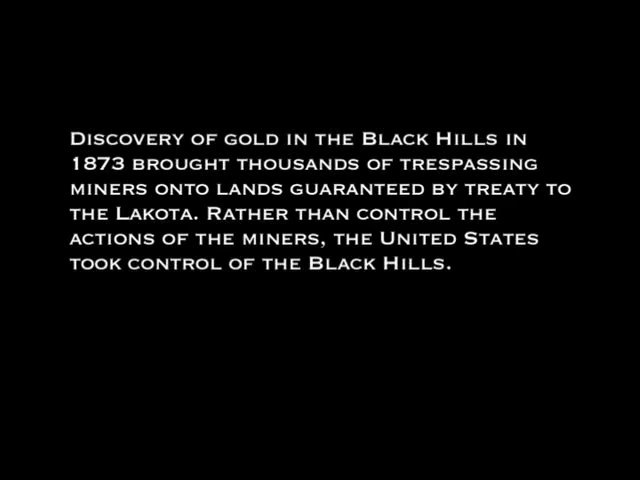 Discovery of gold in the Black Hills in
1873 brought thousands of trespassing
miners onto lands guaranteed by treaty to
the Lakota. Rather than control the
actions of the miners, the United States
took control of the Black Hills.